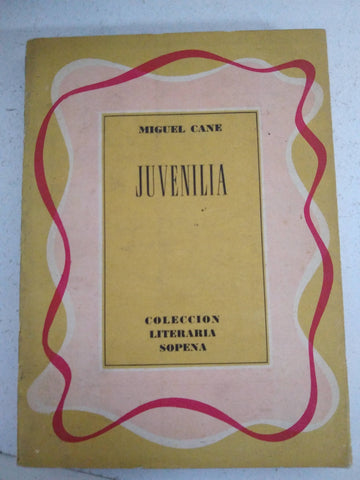 MIGUEL CANE
JUVENILIA
COLECCION
LITERARIA
SOPENA